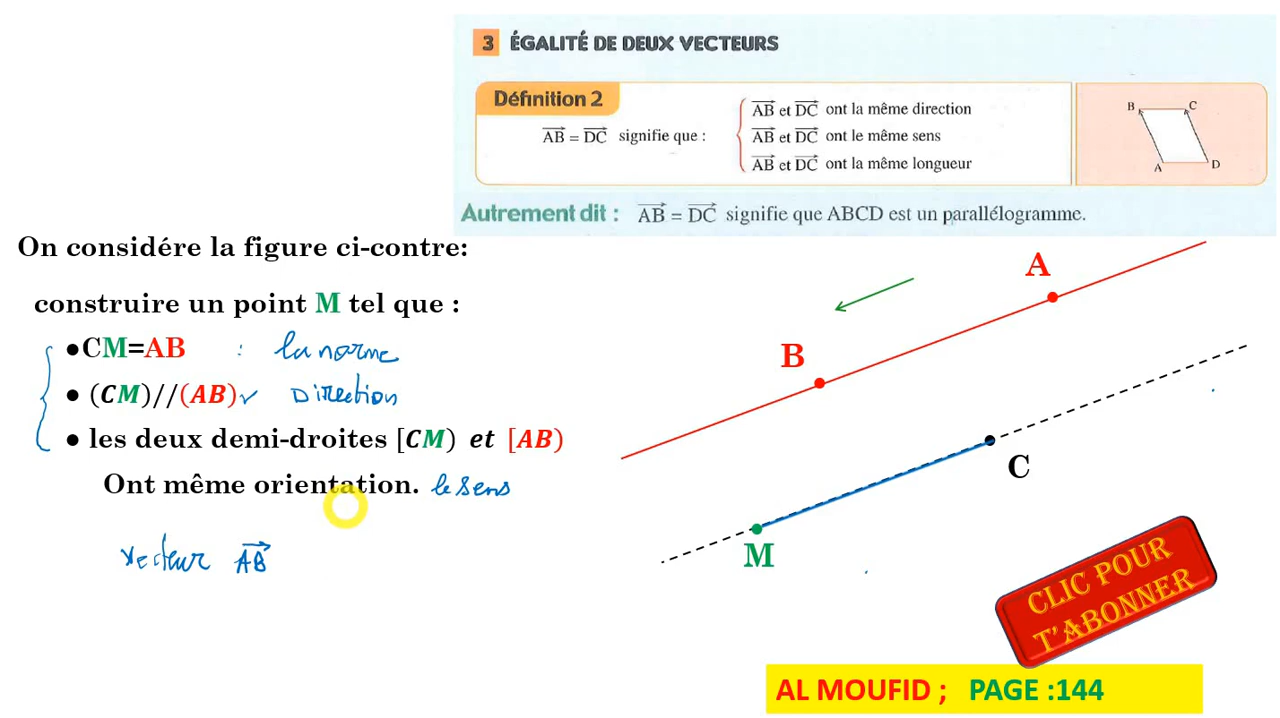 3 ÉGALITÉ DE DEUX VECTEURS
Définition 2
AB = DC signifie que :
AB et DC ont la même direction
AB et DC ont le même sens
AB et DC ont la même longueur
B C
A D
Autrement dit : AB = DC signifie que ABCD est un parallélogramme.
On considére la figure ci-contre:
construire un point M tel que :
•CM=AB : la norme
• (CM)//(AB) ✓ Direction
• les deux demi-droites [CM) et [AB)
Ont même orientation. le sens
vecteur AB
A
B
C
M
CLIC POUR
T'ABONNER
AL MOUFID ; PAGE :144